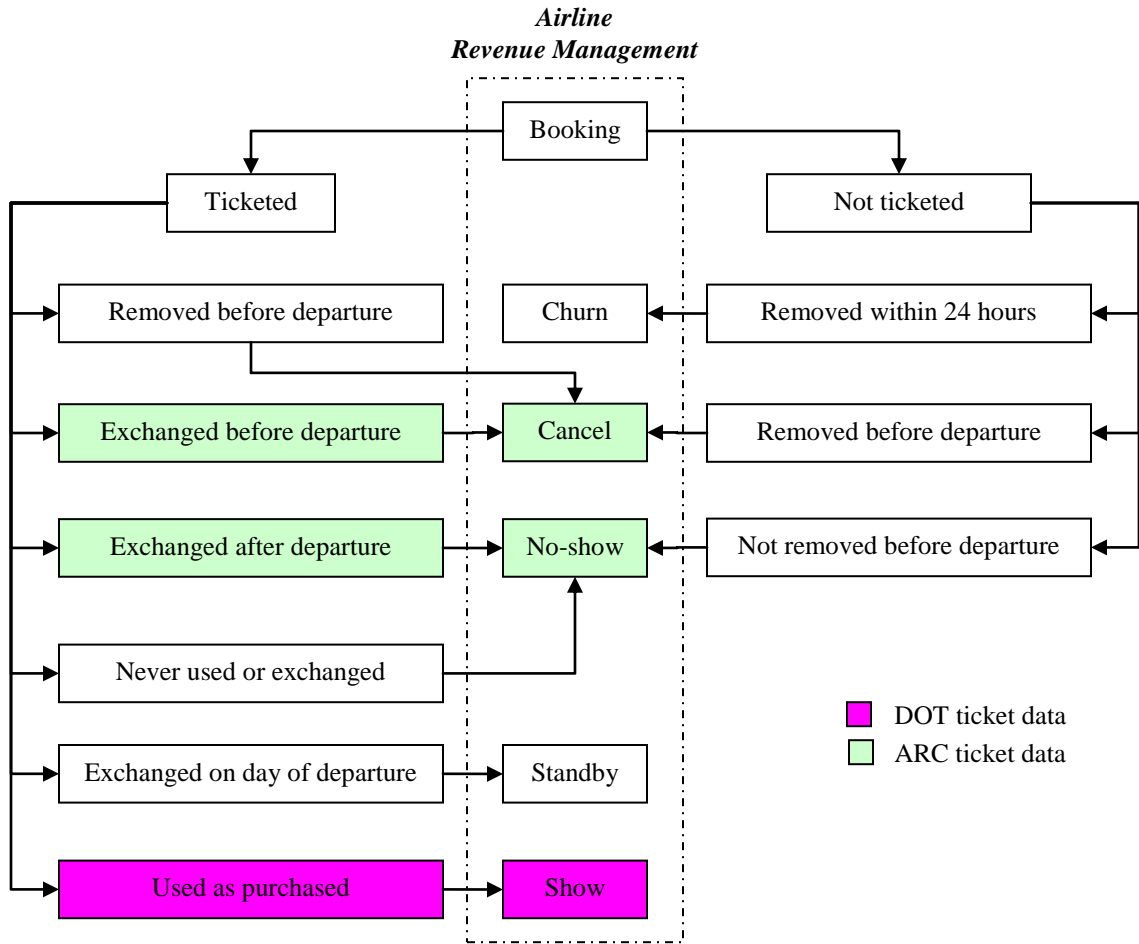 Airline
Revenue Management
Booking
Ticketed
Not ticketed
Removed before departure
Churn
Removed within 24 hours
Exchanged before departure
Cancel
Removed before departure
Exchanged after departure
No-show
Not removed before departure
Never used or exchanged
DOT ticket data
ARC ticket data
Exchanged on day of departure
Standby
Used as purchased
Show